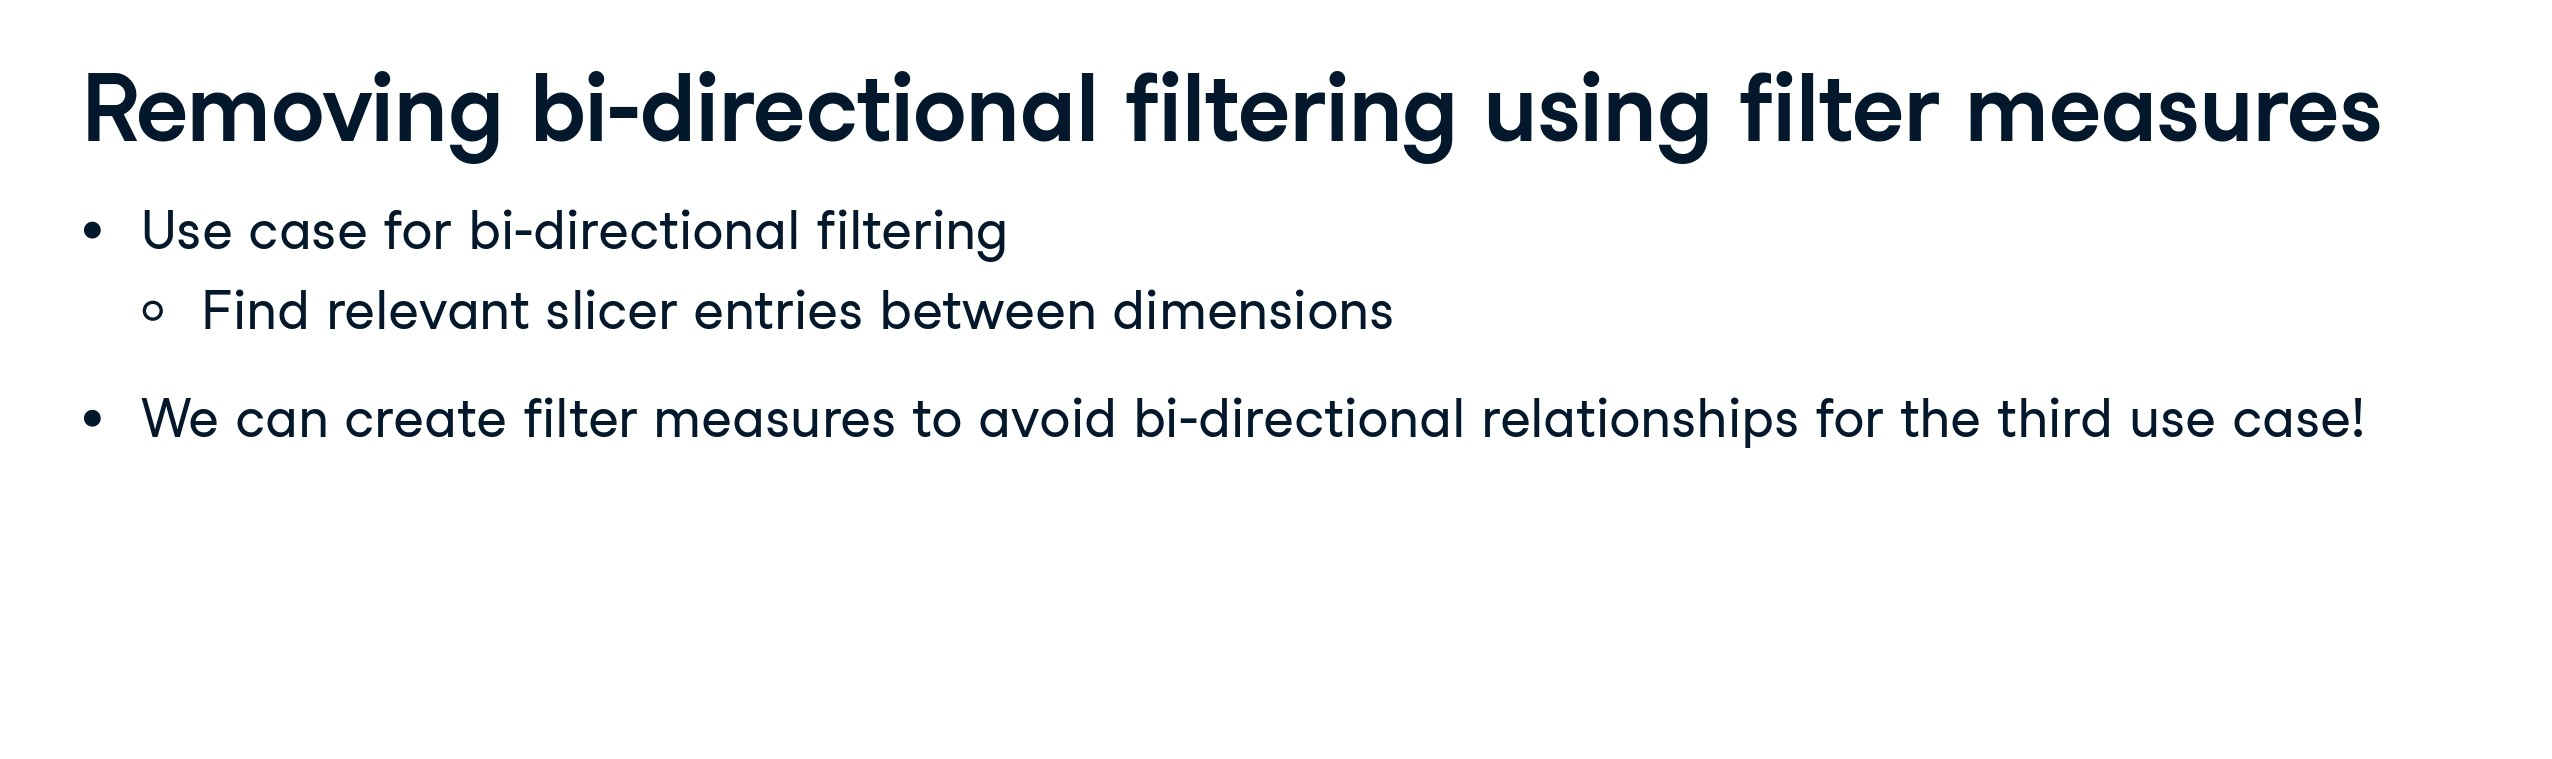 Removing bi-directional filtering using filter measures
• Use case for bi-directional filtering
○ Find relevant slicer entries between dimensions
• We can create filter measures to avoid bi-directional relationships for the third use case!